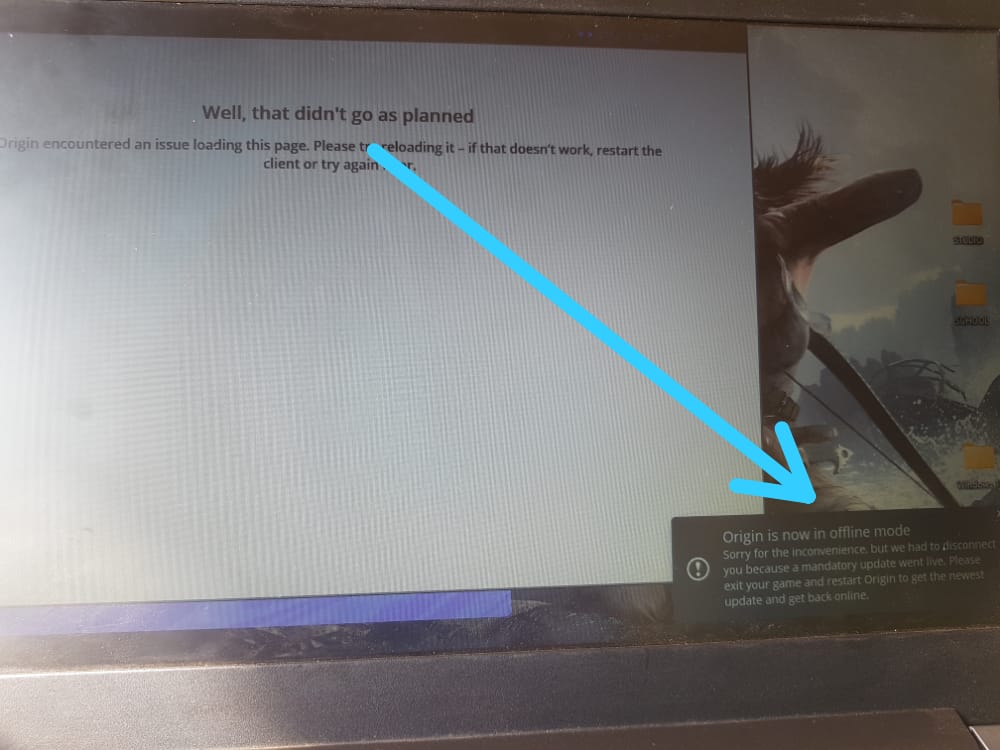 Well, that didn't go as planned
Origin encountered an issue loading this page. Please reloading it – if that doesn't work, restart the
client or try again
STUDIO
SCHOOL
Windows
Origin is now in offline mode
Sorry for the inconvenience, but we had to disconnect
you because a mandatory update went live. Please
exit your game and restart Origin to get the newest
update and get back online.